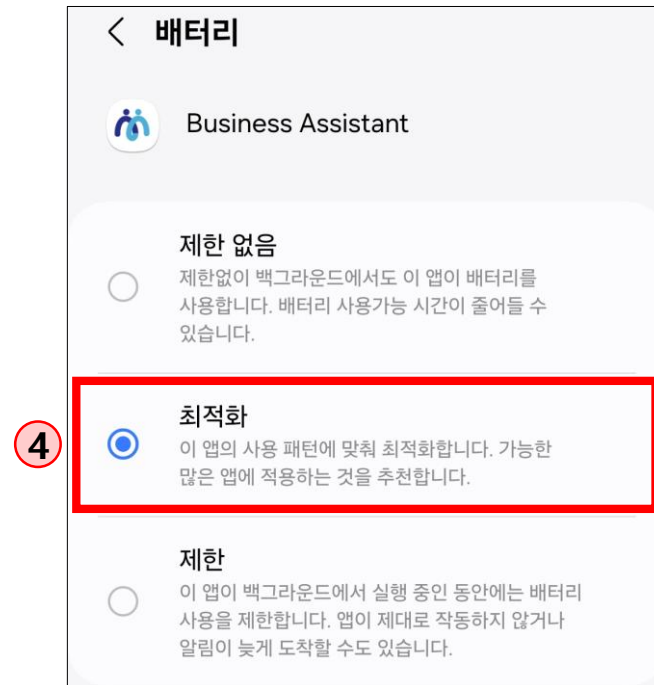 배터리
Business Assistant
제한 없음
제한없이 백그라운드에서도 이 앱이 배터리를
사용합니다. 배터리 사용가능 시간이 줄어들 수
있습니다.
4
최적화
이 앱의 사용 패턴에 맞춰 최적화합니다. 가능한
많은 앱에 적용하는 것을 추천합니다.
제한
이 앱이 백그라운드에서 실행 중인 동안에는 배터리
사용을 제한합니다. 앱이 제대로 작동하지 않거나
알림이 늦게 도착할 수도 있습니다.